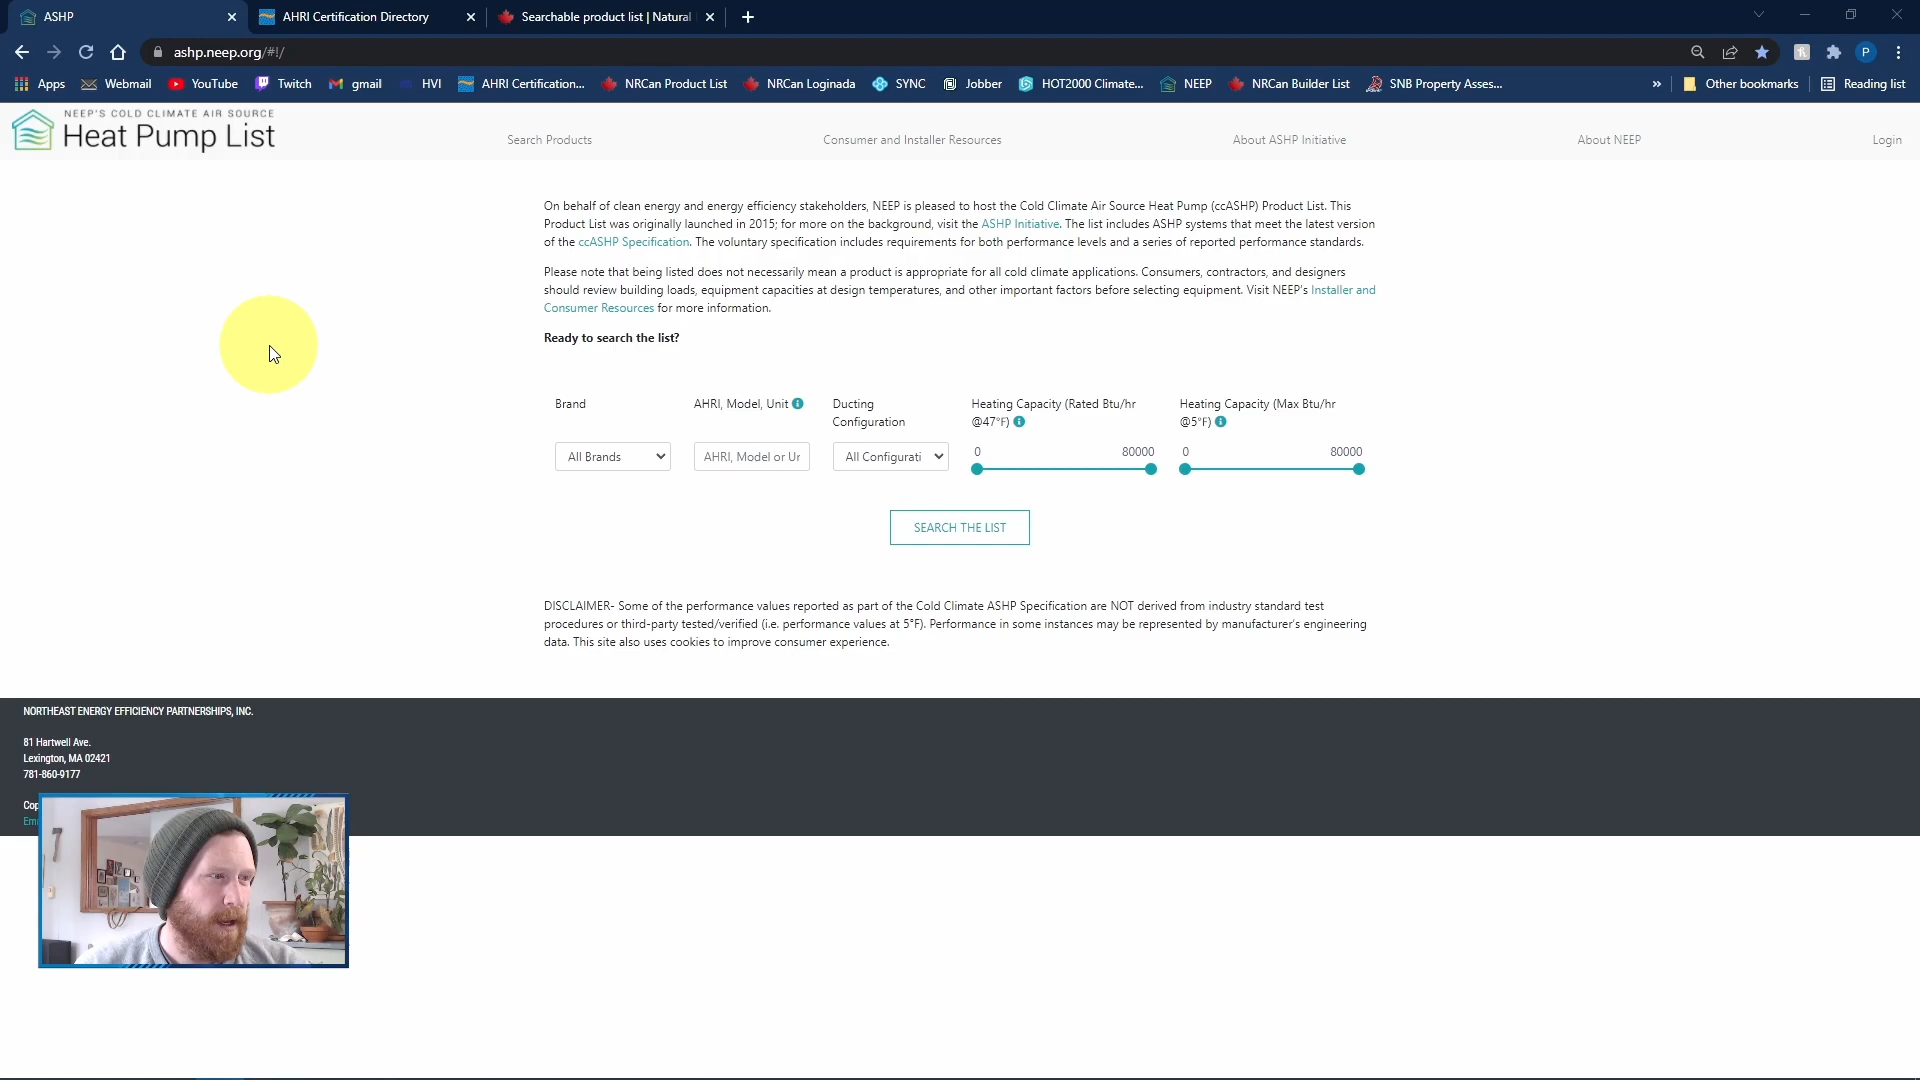 ASHP
AHRI Certification Directory
Searchable product list | Natural
ashp.neep.org/#!/
P
Apps
Webmail
YouTube
Twitch
gmail
HVI
AHRI Certification...
NRCan Product List
NRCan Loginada
SYNC
Jobber
HOT2000 Climate...
NEEP
NRCan Builder List
SNB Property Asses...
»
Other bookmarks
Reading list
NEEP'S COLD CLIMATE AIR SOURCE
Heat Pump List
Search Products
Consumer and Installer Resources
About ASHP Initiative
About NEEP
Login
On behalf of clean energy and energy efficiency stakeholders, NEEP is pleased to host the Cold Climate Air Source Heat Pump (ccASHP) Product List. This
Product List was originally launched in 2015; for more on the background, visit the ASHP Initiative. The list includes ASHP systems that meet the latest version
of the ccASHP Specification. The voluntary specification includes requirements for both performance levels and a series of reported performance standards.
Please note that being listed does not necessarily mean a product is appropriate for all cold climate applications. Consumers, contractors, and designers
should review building loads, equipment capacities at design temperatures, and other important factors before selecting equipment. Visit NEEP's Installer and
Consumer Resources for more information.
Ready to search the list?
Brand
All Brands
AHRI, Model, Unit
AHRI, Model or Ur
Ducting
Configuration
All Configurati
Heating Capacity (Rated Btu/hr
@47°F)
0 80000
Heating Capacity (Max Btu/hr
@5°F)
0 80000
SEARCH THE LIST
DISCLAIMER- Some of the performance values reported as part of the Cold Climate ASHP Specification are NOT derived from industry standard test
procedures or third-party tested/verified (i.e. performance values at 5°F). Performance in some instances may be represented by manufacturer's engineering
data. This site also uses cookies to improve consumer experience.
NORTHEAST ENERGY EFFICIENCY PARTNERSHIPS, INC.
81 Hartwell Ave.
Lexington, MA 02421
781-860-9177
Cop
Ema